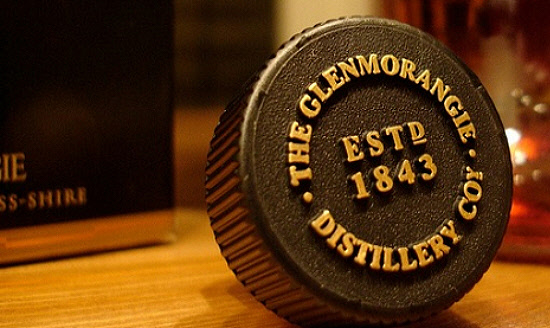 GIE
SS-SHIRE
· THE GLENMORANGIE ·
DISTILLERY COY
ESTD
1843